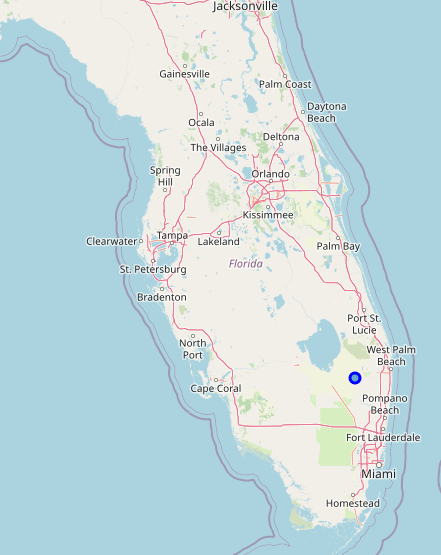 Jacksonville
Gainesville
Palm Coast
Daytona
Beach
Ocala
Deltona
The Villages
Spring
Hill
Orlando
Kissimmee
Tampa
Clearwater
Lakeland
Palm Bay
St. Petersburg
Florida
Bradenton
Port St.
Lucie
North
Port
West Palm
Beach
Cape Coral
Pompano
Beach
Fort Lauderdale
Miami
Homestead